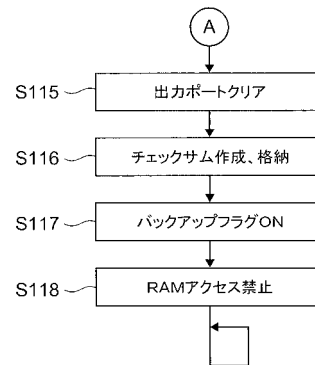 A
S115 出力ポートクリア
S116 チェックサム作成、格納
S117 バックアップフラグON
S118 RAMアクセス禁止